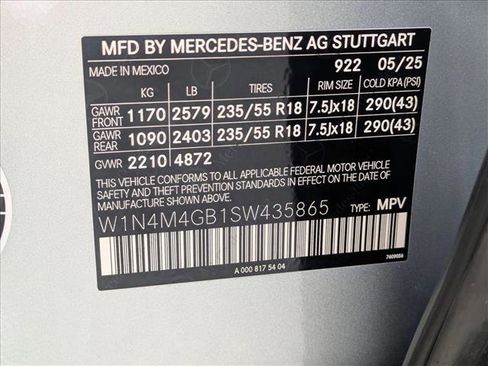 MFD BY MERCEDES-BENZ AG STUTTGART
MADE IN MEXICO 922 05/25
KG LB TIRES RIM SIZE COLD KPA(PSI)
GAWR FRONT 1170 2579 235/55 R18 7.5Jx18 290(43)
GAWR REAR 1090 2403 235/55 R18 7.5Jx18 290(43)
GVWR 2210 4872
THIS VEHICLE CONFORMS TO ALL APPLICABLE FEDERAL MOTOR VEHICLE
SAFETY STANDARDS IN EFFECT ON THE DATE OF MANUFACTURE SHOWN ABOVE.
W1N4M4GB1SW435865 TYPE: MPV
A 000 817 54 04 7409056